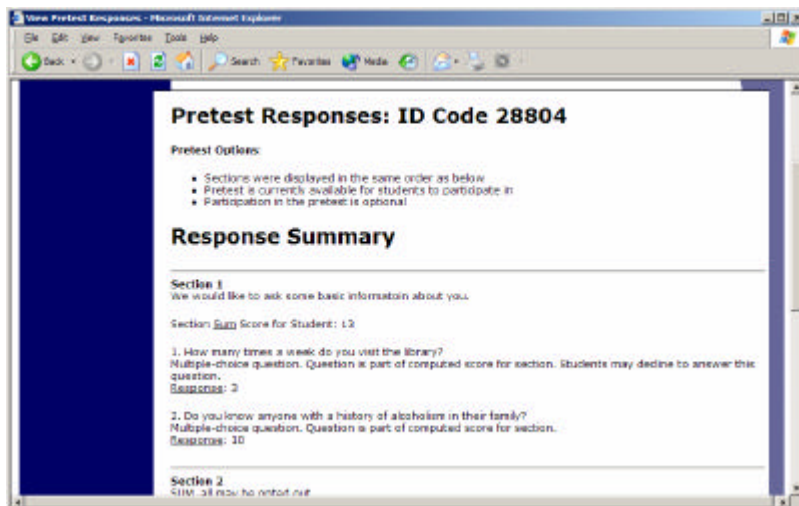 View Pretest Responses - Microsoft Internet Explorer
File Edit View Favorites Tools Help
Back Search Favorites Media
Pretest Responses: ID Code 28804
Pretest Options:
Sections were displayed in the same order as below
Pretest is currently available for students to participate in
Participation in the pretest is optional
Response Summary
Section 1
We would like to ask some basic informatoin about you.
Section Sum Score for Student: 13
1. How many times a week do you visit the library?
Multiple-choice question. Question is part of computed score for section. Students may decline to answer this
question.
Response: 3
2. Do you know anyone with a history of alcoholism in their family?
Multiple-choice question. Question is part of computed score for section.
Response: 10
Section 2
SUM, all may be opted out